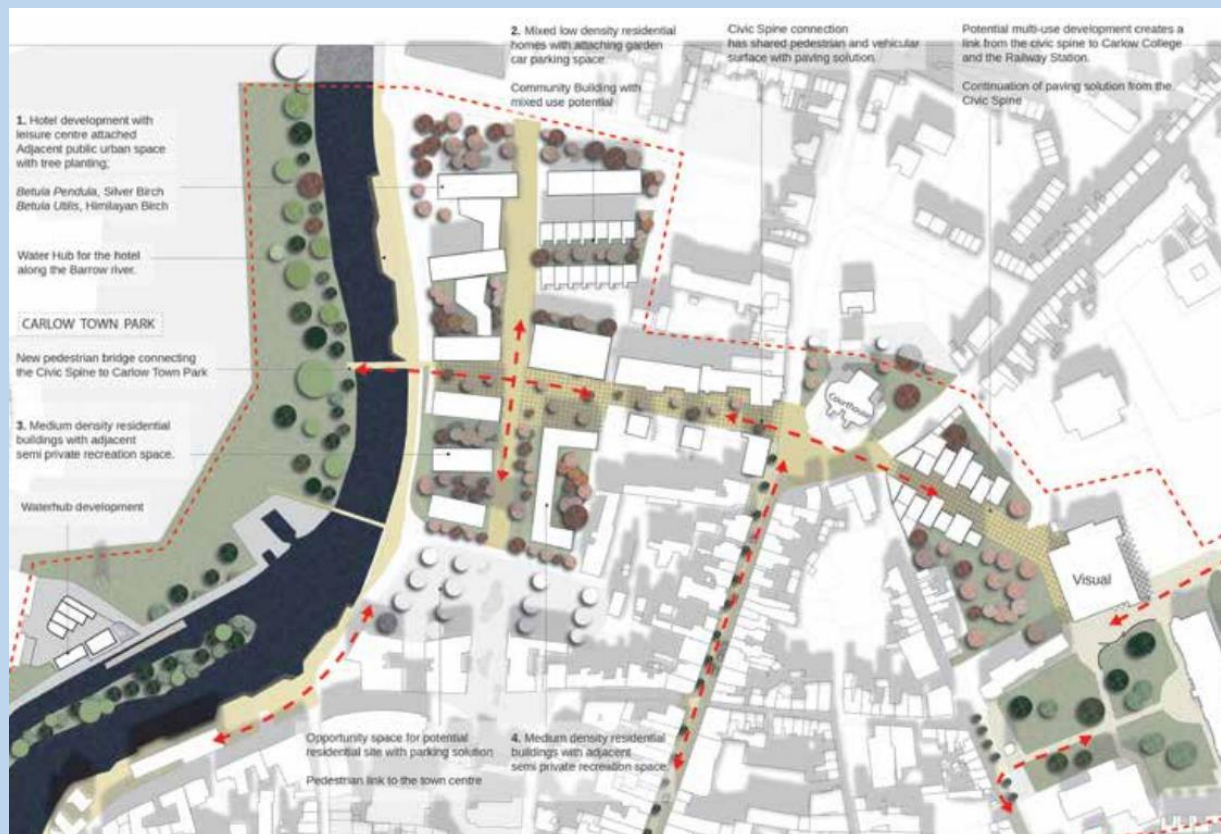 1. Hotel development with
leisure centre attached
Adjacent public urban space
with tree planting;
Betula Pendula, Silver Birch
Betula Utilis, Himilayan Birch
Water Hub for the hotel
along the Barrow river.
CARLOW TOWN PARK
New pedestrian bridge connecting
the Civic Spine to Carlow Town Park
3. Medium density residential
buildings with adjacent
semi private recreation space.
Waterhub development
2. Mixed low density residential
homes with attaching garden
car parking space
Community Building with
mixed use potential
Civic Spine connection
has shared pedestrian and vehicular
surface with paving solution.
Potential multi-use development creates a
link from the civic spine to Carlow College
and the Railway Station.
Continuation of paving solution from the
Civic Spine
Courthouse
Visual
Opportunity space for potential
residential site with parking solution
Pedestrian link to the town centre
4. Medium density residential
buildings with adjacent
semi private recreation space.